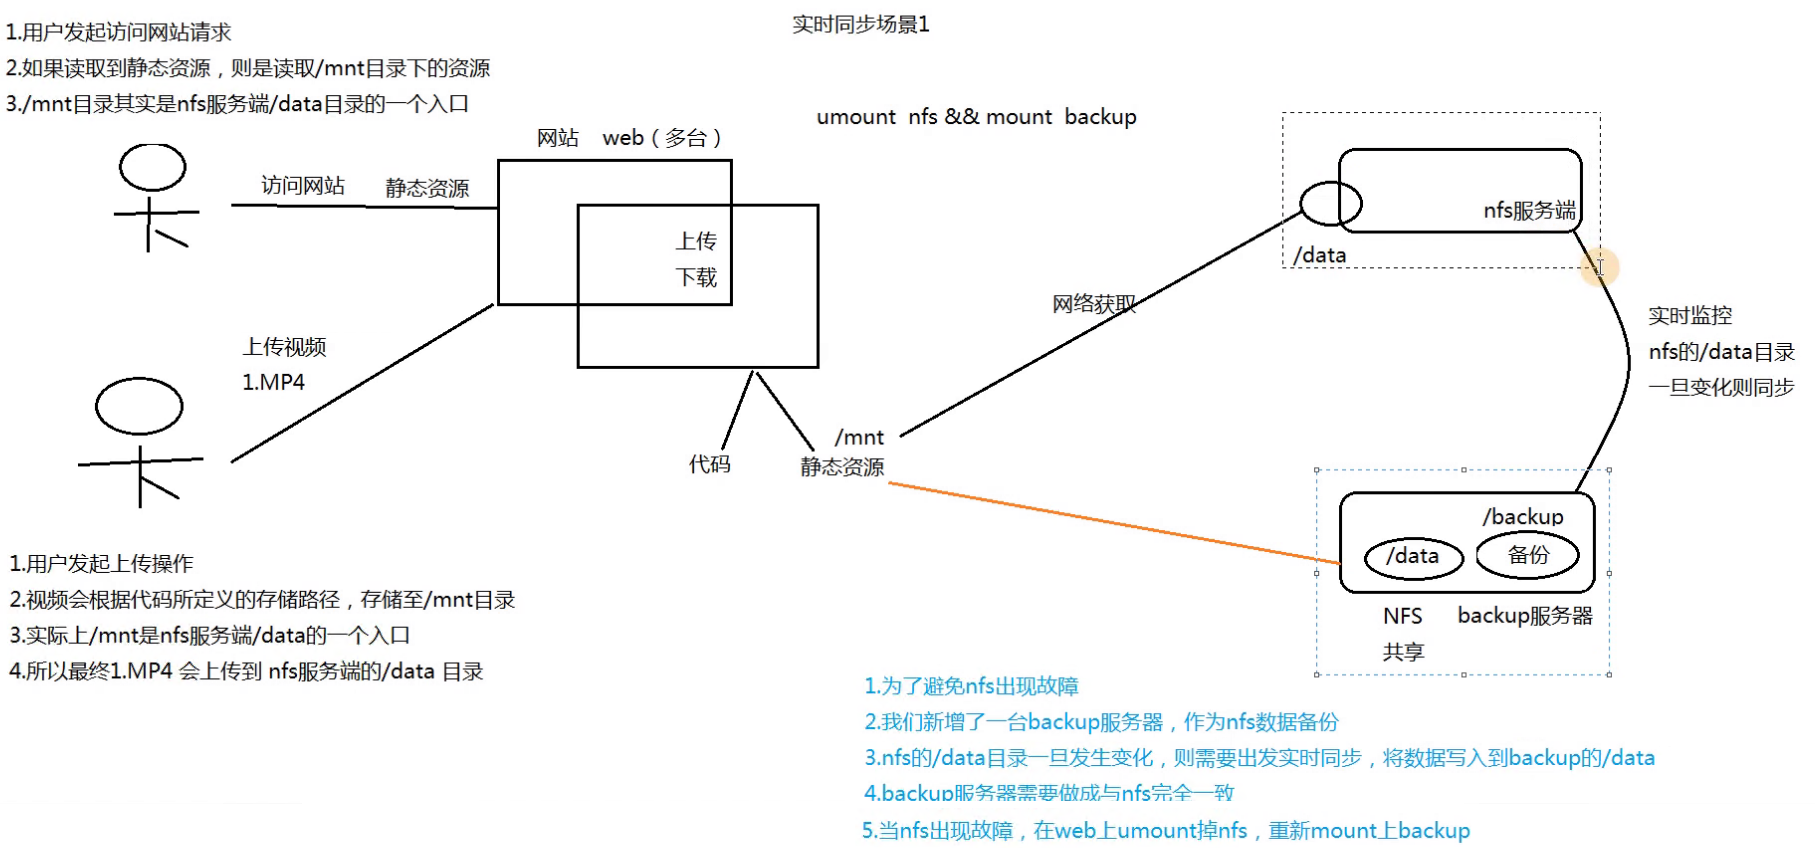 实时同步场景1
1.用户发起访问网站请求
2.如果读取到静态资源，则是读取/mnt目录下的资源
3./mnt目录其实是nfs服务端/data目录的一个入口
umount nfs && mount backup
网站 web（多台）
访问网站 静态资源
上传
下载
nfs服务端
/data
网络获取
实时监控
nfs的/data目录
一旦变化则同步
上传视频
1.MP4
/mnt
代码
静态资源
/backup
/data
备份
NFS
共享
backup服务器
1.用户发起上传操作
2.视频会根据代码所定义的存储路径，存储至/mnt目录
3.实际上/mnt是nfs服务端/data的一个入口
4.所以最终1.MP4 会上传到 nfs服务端的/data 目录
1.为了避免nfs出现故障
2.我们新增了一台backup服务器，作为nfs数据备份
3.nfs的/data目录一旦发生变化，则需要出发实时同步，将数据写入到backup的/data
4.backup服务器需要做成与nfs完全一致
5.当nfs出现故障，在web上umount掉nfs，重新mount上backup